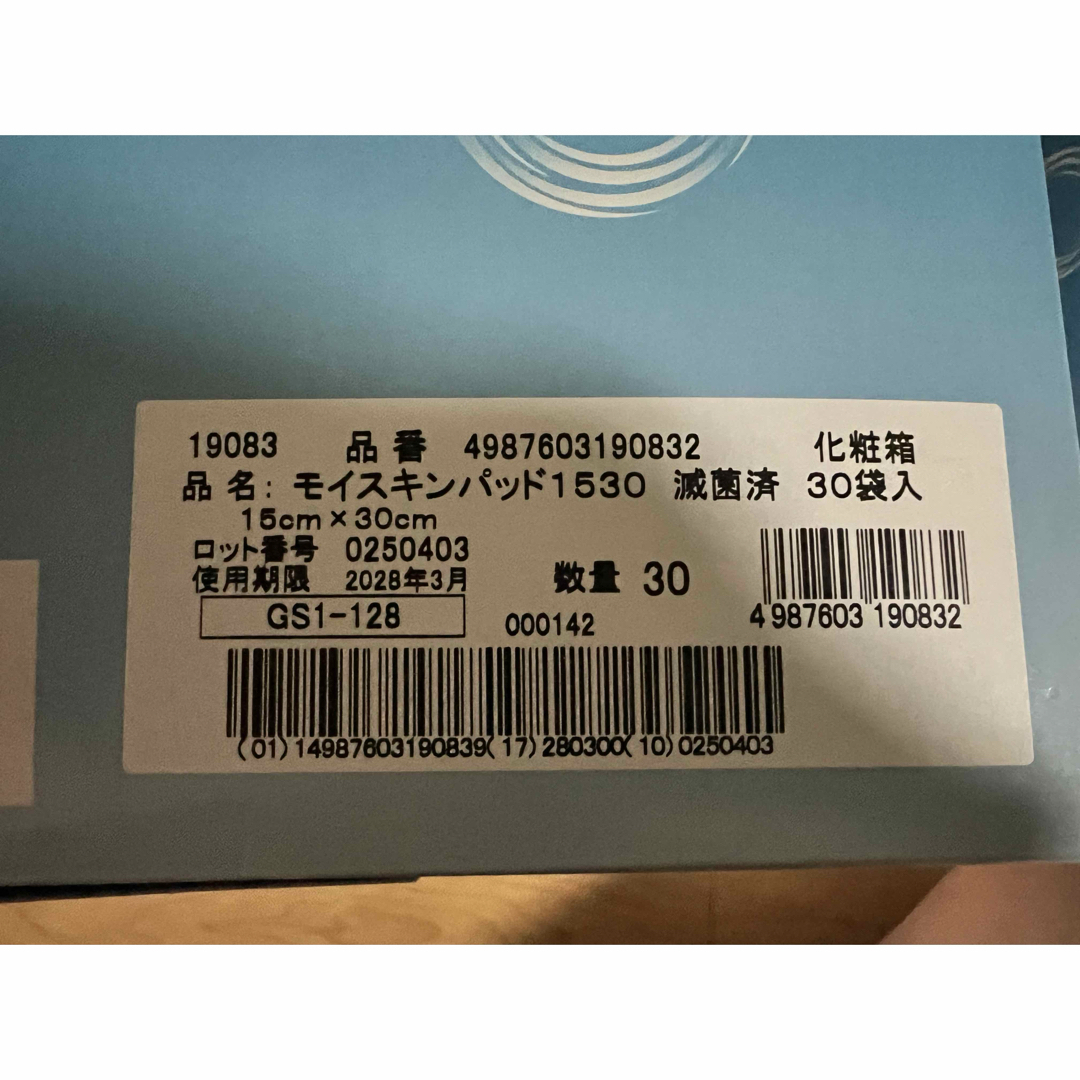 19083 品番 4987603190832 化粧箱
品名: モイスキンパッド1530 滅菌済 30袋入
15cm×30cm
ロット番号 0250403
使用期限 2028年3月
数量 30
GS1-128
000142
4 987603 190832
(01)14987603190839(17)280300(10)0250403